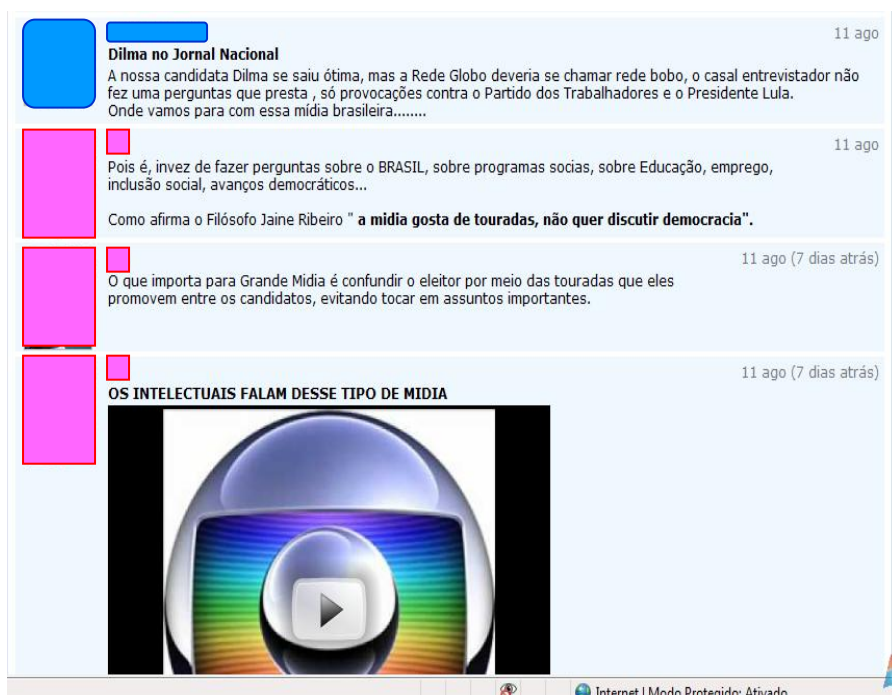 11 ago
Dilma no Jornal Nacional
A nossa candidata Dilma se saiu ótima, mas a Rede Globo deveria se chamar rede bobo, o casal entrevistador não
fez uma perguntas que presta , só provocações contra o Partido dos Trabalhadores e o Presidente Lula.
Onde vamos para com essa mídia brasileira........
11 ago
Pois é, invez de fazer perguntas sobre o BRASIL, sobre programas socias, sobre Educação, emprego,
inclusão social, avanços democráticos...
Como afirma o Filósofo Jaine Ribeiro " a midia gosta de touradas, não quer discutir democracia".
11 ago (7 dias atrás)
O que importa para Grande Midia é confundir o eleitor por meio das touradas que eles
promovem entre os candidatos, evitando tocar em assuntos importantes.
11 ago (7 dias atrás)
OS INTELECTUAIS FALAM DESSE TIPO DE MIDIA
Internet | Modo Protegido: Ativado